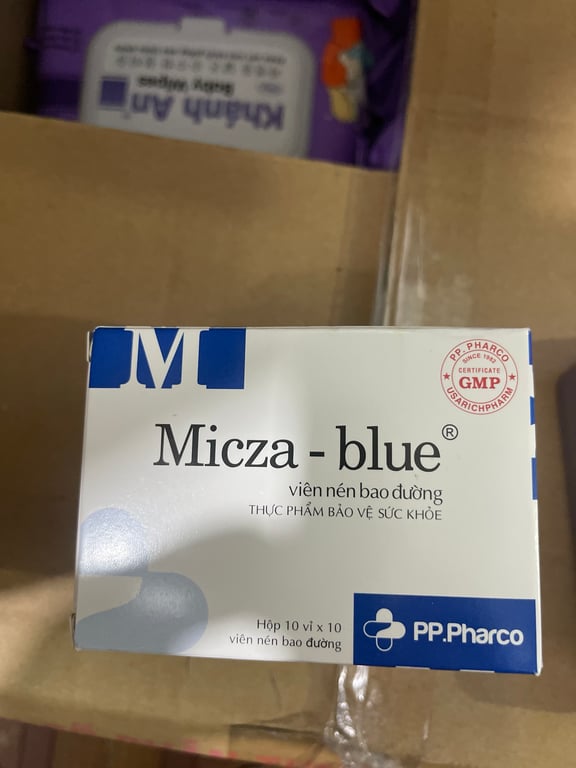 Khánh An
Baby Wipes
M
PP. PHARCO
SINCE 1982
CERTIFICATE
GMP
USARICHPHARM
Micza - blue®
viên nén bao đường
THỰC PHẨM BẢO VỆ SỨC KHỎE
Hộp 10 vỉ x 10
viên nén bao đường
PP.Pharco